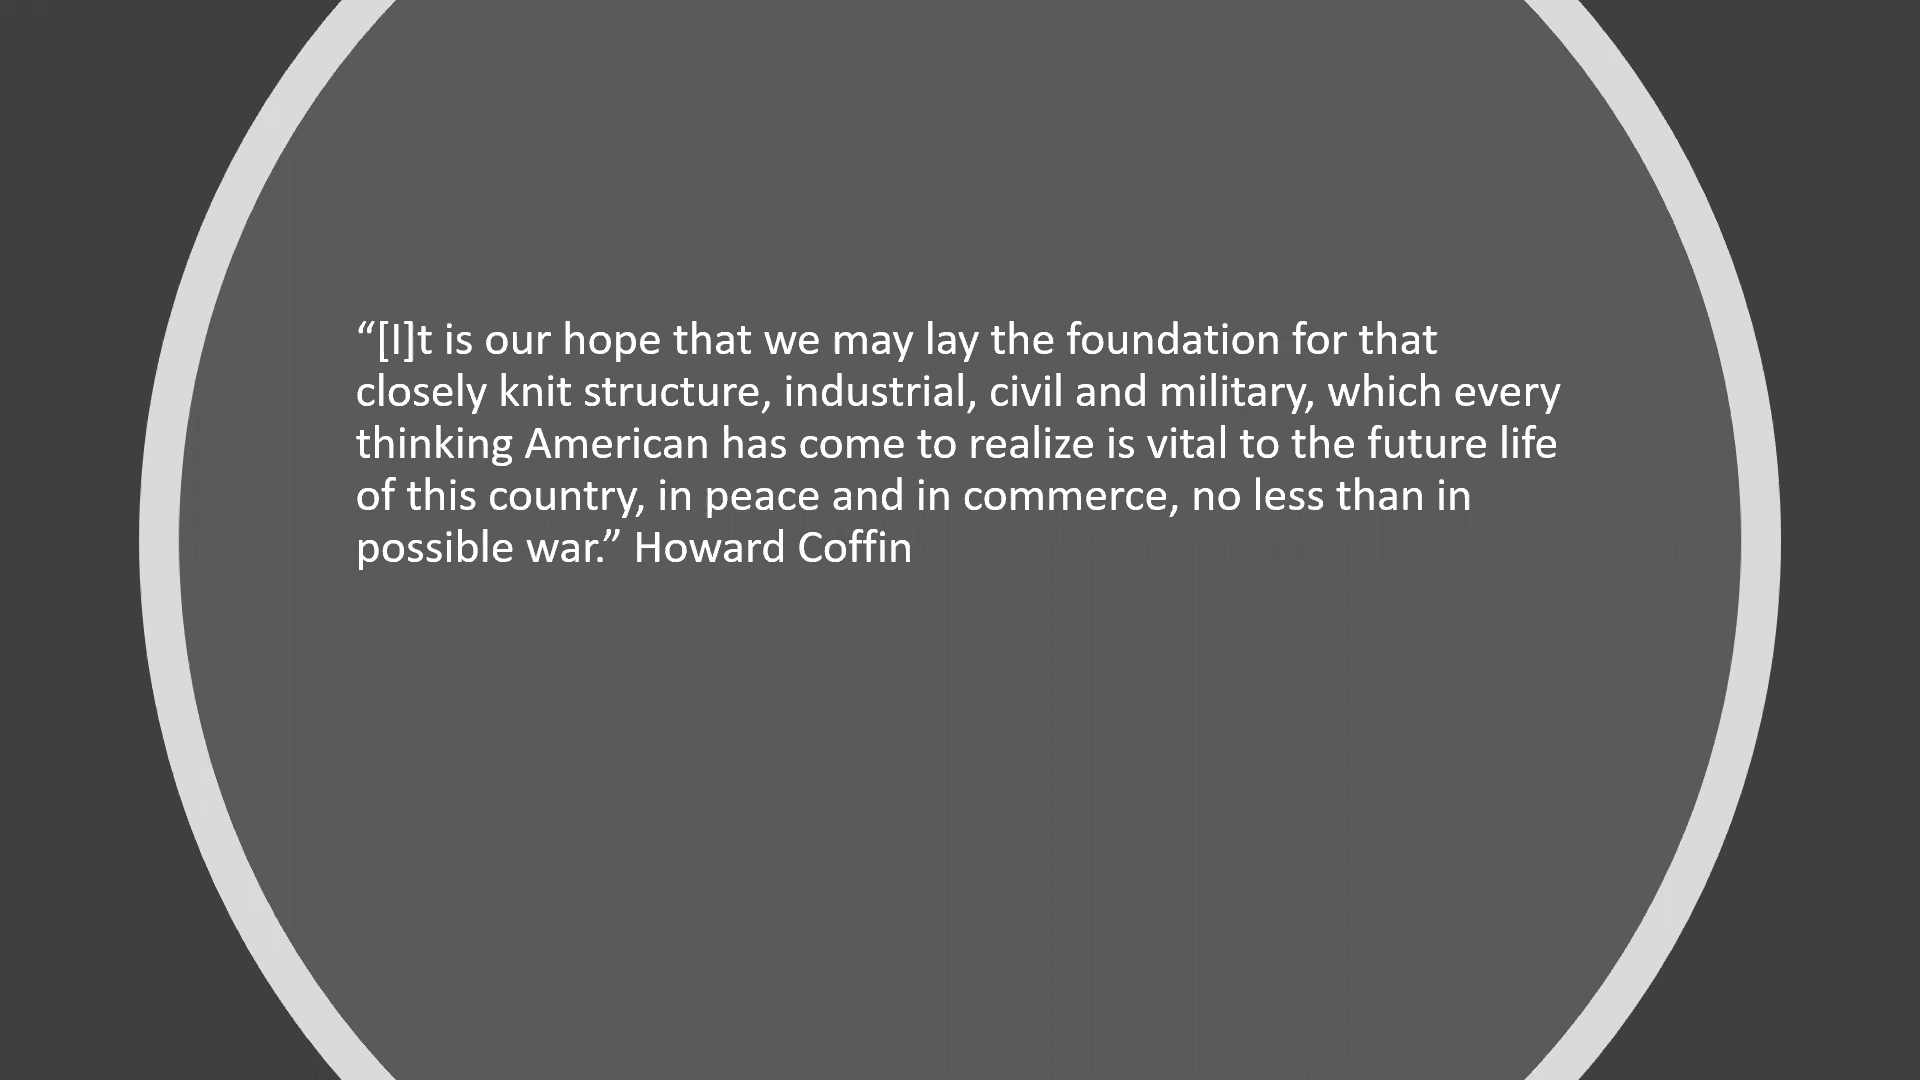 “[I]t is our hope that we may lay the foundation for that
closely knit structure, industrial, civil and military, which every
thinking American has come to realize is vital to the future life
of this country, in peace and in commerce, no less than in
possible war.” Howard Coffin